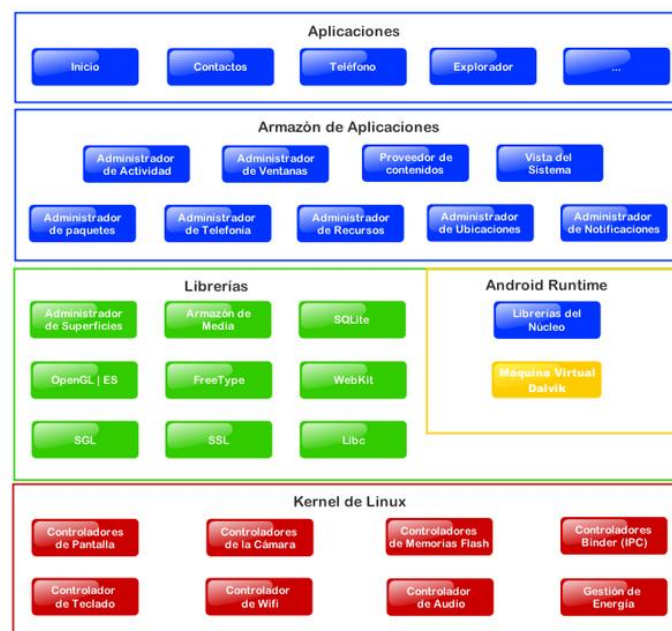 Aplicaciones
Inicio
Contactos
Teléfono
Explorador
...
Armazón de Aplicaciones
Administrador
de Actividad
Administrador
de Ventanas
Proveedor de
contenidos
Vista del
Sistema
Administrador
de paquetes
Administrador
de Telefonía
Administrador
de Recursos
Administrador
de Ubicaciones
Administrador
de Notificaciones
Librerías
Administrador
de Superficies
Armazón de
Media
SQLite
OpenGL | ES
FreeType
WebKit
SGL
SSL
Libc
Android Runtime
Librerías del
Núcleo
Máquina Virtual
Dalvik
Kernel de Linux
Controladores
de Pantalla
Controladores
de la Cámara
Controladores
de Memorias Flash
Controladores
Binder (IPC)
Controlador
de Teclado
Controlador
de Wifi
Controlador
de Audio
Gestión de
Energía